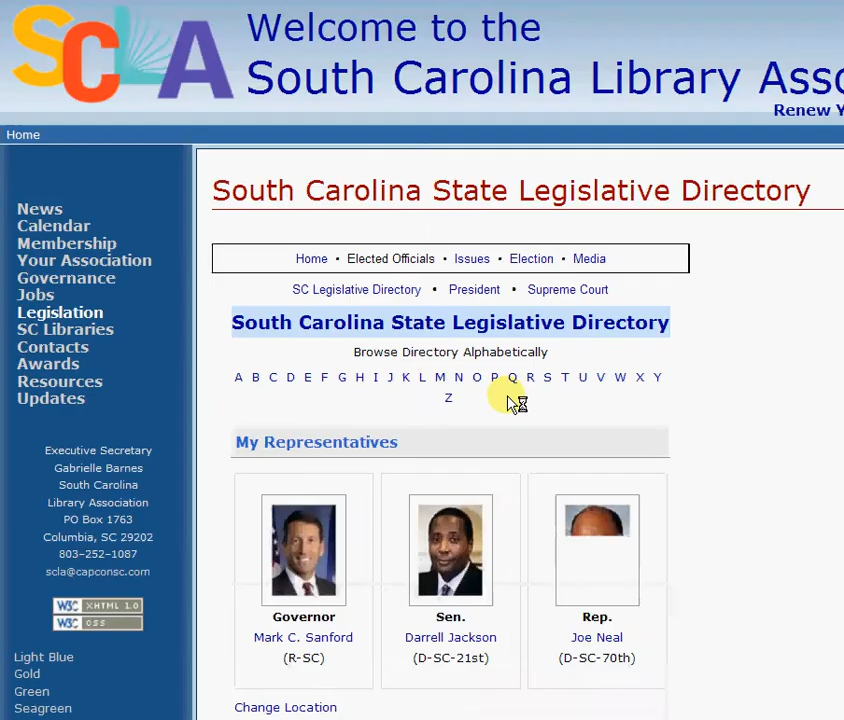 SCLA
Welcome to the
South Carolina Library Asso
Renew Y
Home
South Carolina State Legislative Directory
News
Calendar
Membership
Your Association
Governance
Jobs
Legislation
SC Libraries
Contacts
Awards
Resources
Updates
Executive Secretary
Gabrielle Barnes
South Carolina
Library Association
PO Box 1763
Columbia, SC 29202
803–252–1087
scla@capconsc.com
W3C XHTML 1.0
W3C CSS
Light Blue
Gold
Green
Seagreen
Home • Elected Officials • Issues • Election • Media
SC Legislative Directory • President • Supreme Court
South Carolina State Legislative Directory
Browse Directory Alphabetically
A B C D E F G H I J K L M N O P Q R S T U V W X Y
Z
My Representatives
Governor
Mark C. Sanford
(R-SC)
Sen.
Darrell Jackson
(D-SC-21st)
Rep.
Joe Neal
(D-SC-70th)
Change Location